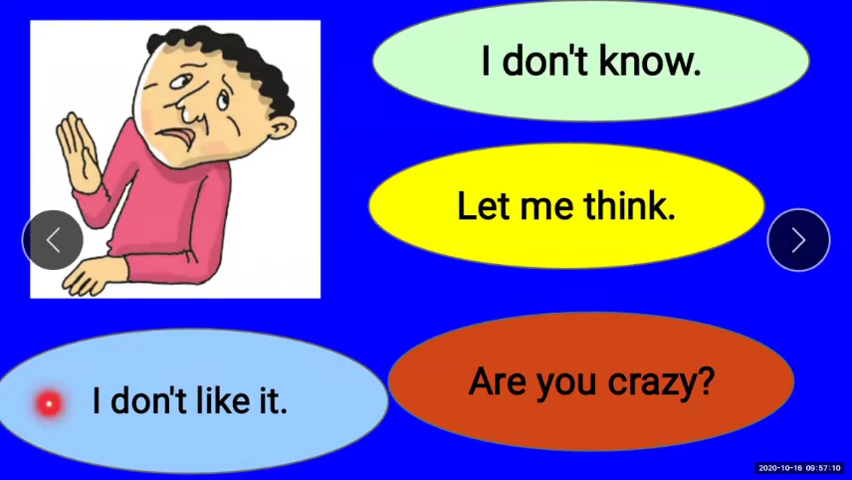 I don't know.
Let me think.
Are you crazy?
I don't like it.
2020-10-16 09:57:10